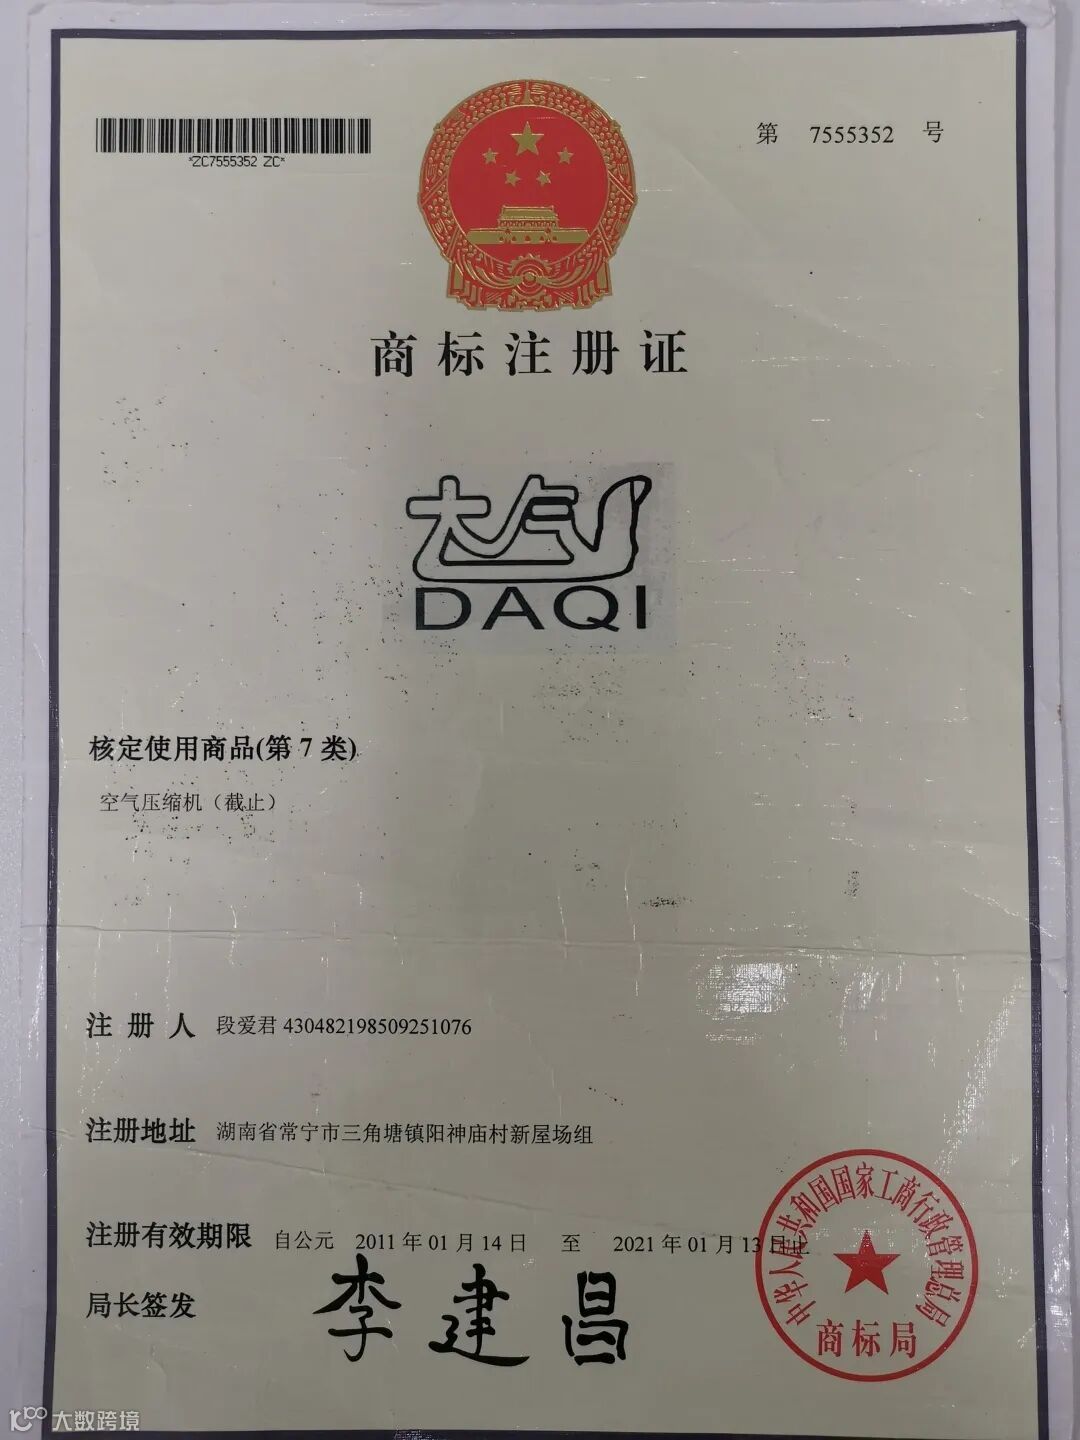 第 7555352 号
*ZC7555352 ZC*
商标注册证
大气
DAQI
核定使用商品(第 7 类)
空气压缩机（截止）
注册人 段爱君 430482198509251076
注册地址 湖南省常宁市三角塘镇阳神庙村新屋场组
注册有效期限 自公元 2011 年 01 月 14 日 至 2021 年 01 月 13 日止
局长签发 李建昌
中华人民共和国国家工商行政管理总局
商标局
大数跨境